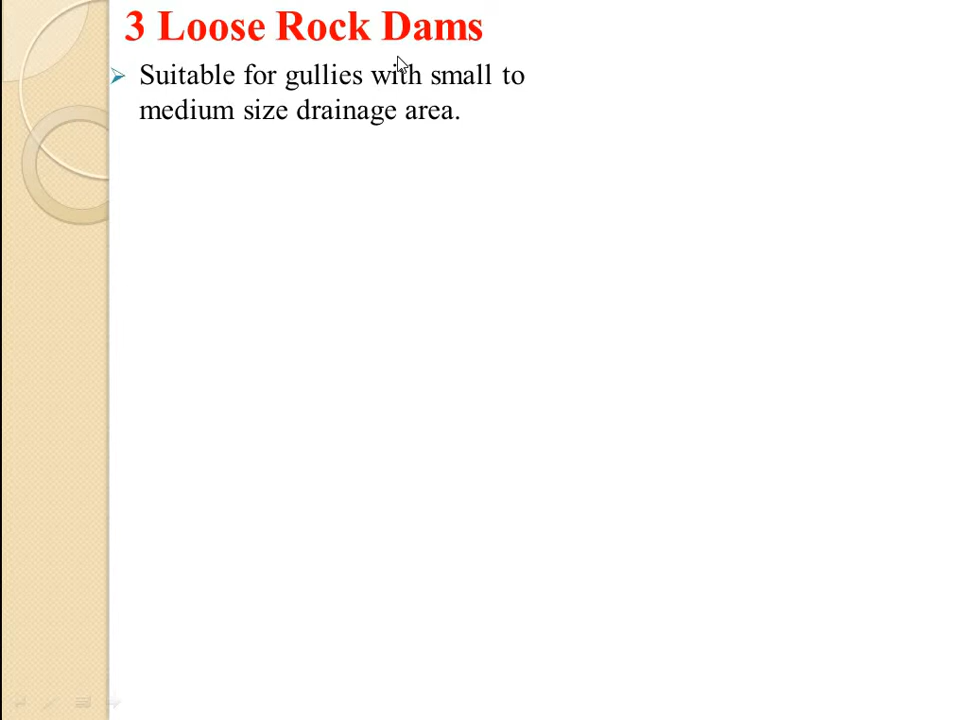 3 Loose Rock Dams
Suitable for gullies with small to
medium size drainage area.